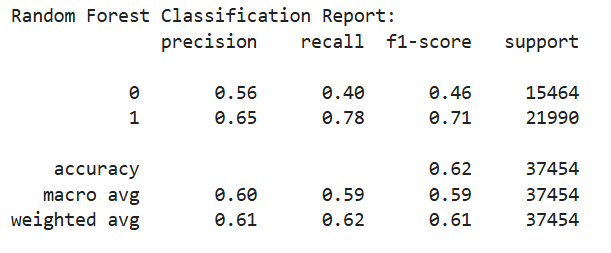 Random Forest Classification Report:
precision recall f1-score support
0 0.56 0.40 0.46 15464
1 0.65 0.78 0.71 21990
accuracy 0.62 37454
macro avg 0.60 0.59 0.59 37454
weighted avg 0.61 0.62 0.61 37454